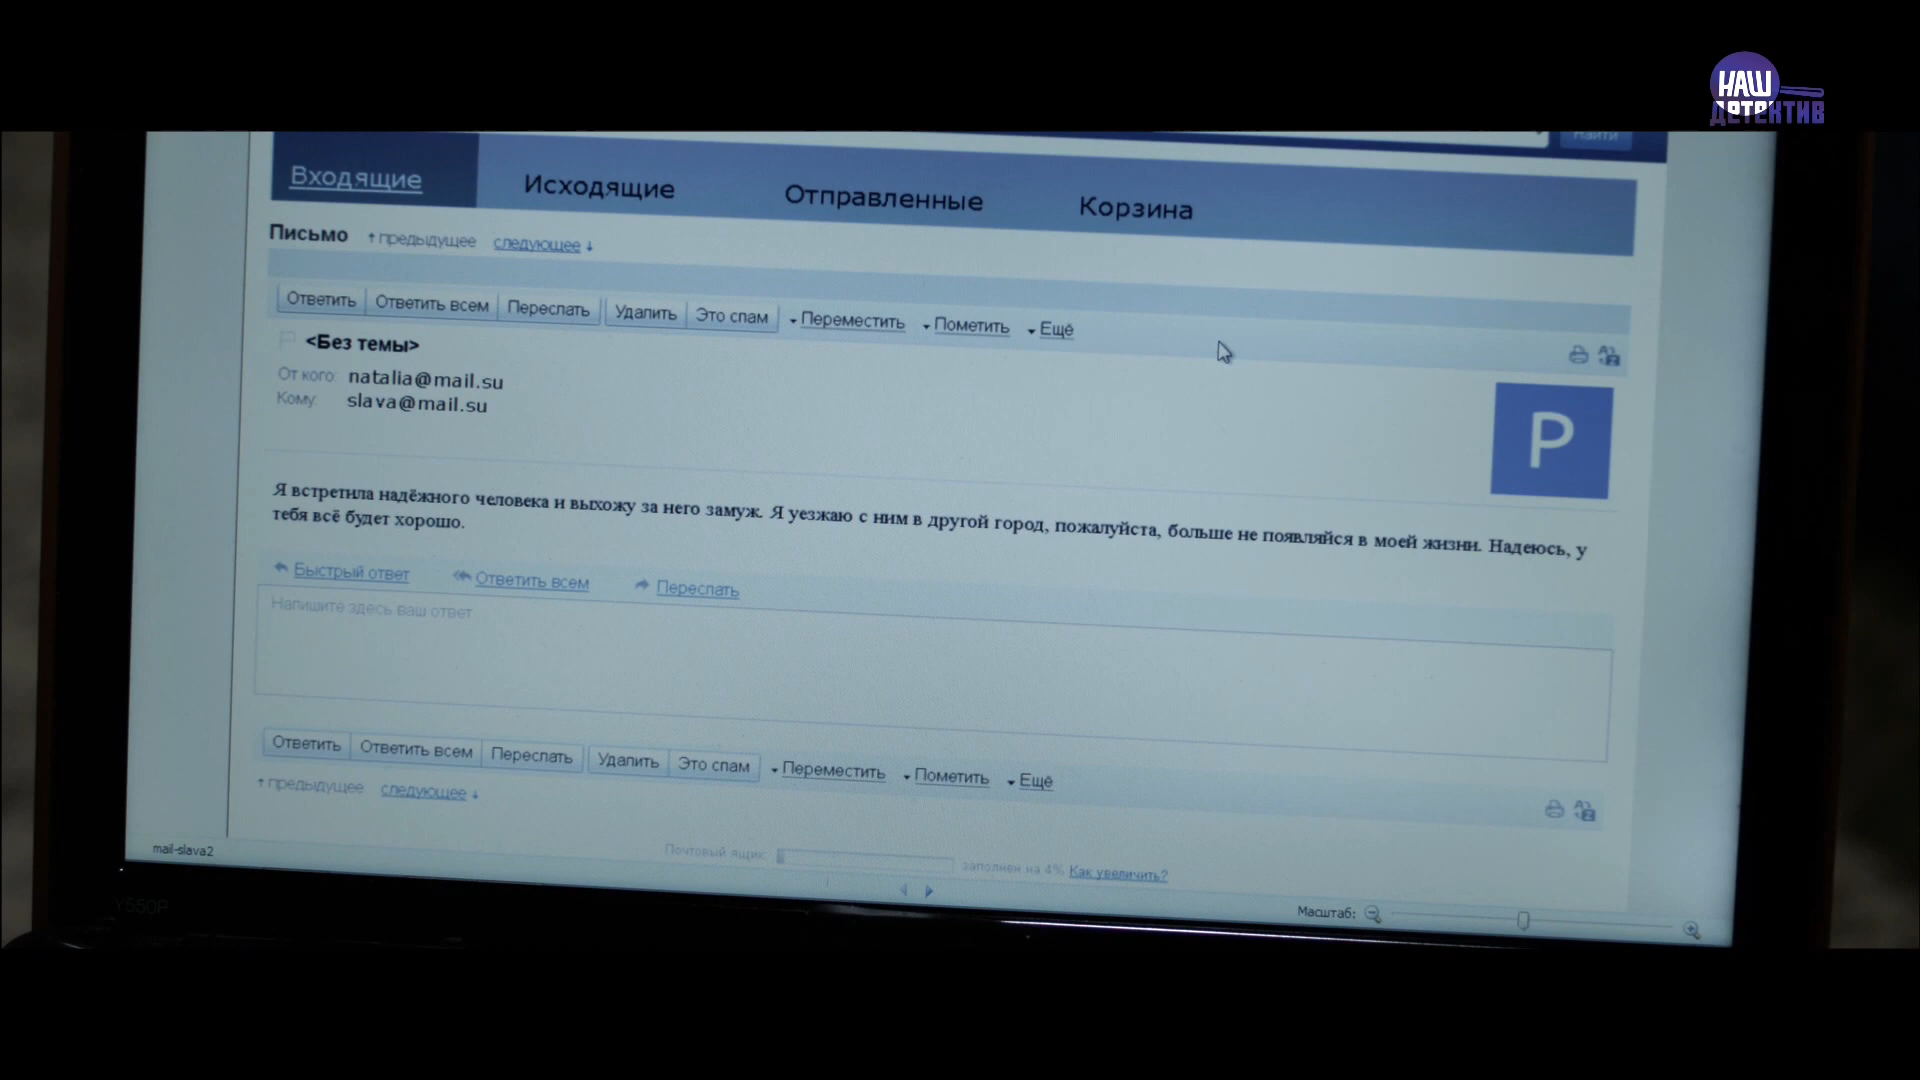 НАШ
ДЕТЕКТИВ
Найти
Входящие Исходящие Отправленные Корзина
Письмо предыдущее следующее
Ответить Ответить всем Переслать Удалить Это спам Переместить Пометить Ещё
<Без темы>
От кого: natalia@mail.su
Кому: slava@mail.su
P
Я встретила надёжного человека и выхожу за него замуж. Я уезжаю с ним в другой город, пожалуйста, больше не появляйся в моей жизни. Надеюсь, у
тебя всё будет хорошо.
Быстрый ответ Ответить всем Переслать
Напишите здесь ваш ответ
Ответить Ответить всем Переслать Удалить Это спам Переместить Пометить Ещё
предыдущее следующее
Почтовый ящик: заполнен на 4% Как увеличить?
mail-slava2
Масштаб:
Y550P